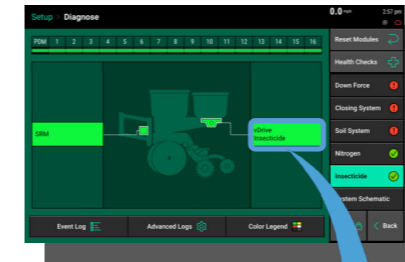 Setup > Diagnose
0.0 mph 2:57 pm
PDM 1 2 3 4 5 6 7 8 9 10 11 12 13 14 15 16
Reset Modules
Health Checks
Down Force
Closing System
Soil System
Nitrogen
Insecticide
System Schematic
SRM
vDrive
Insecticide
Event Log
Advanced Logs
Color Legend
< Back